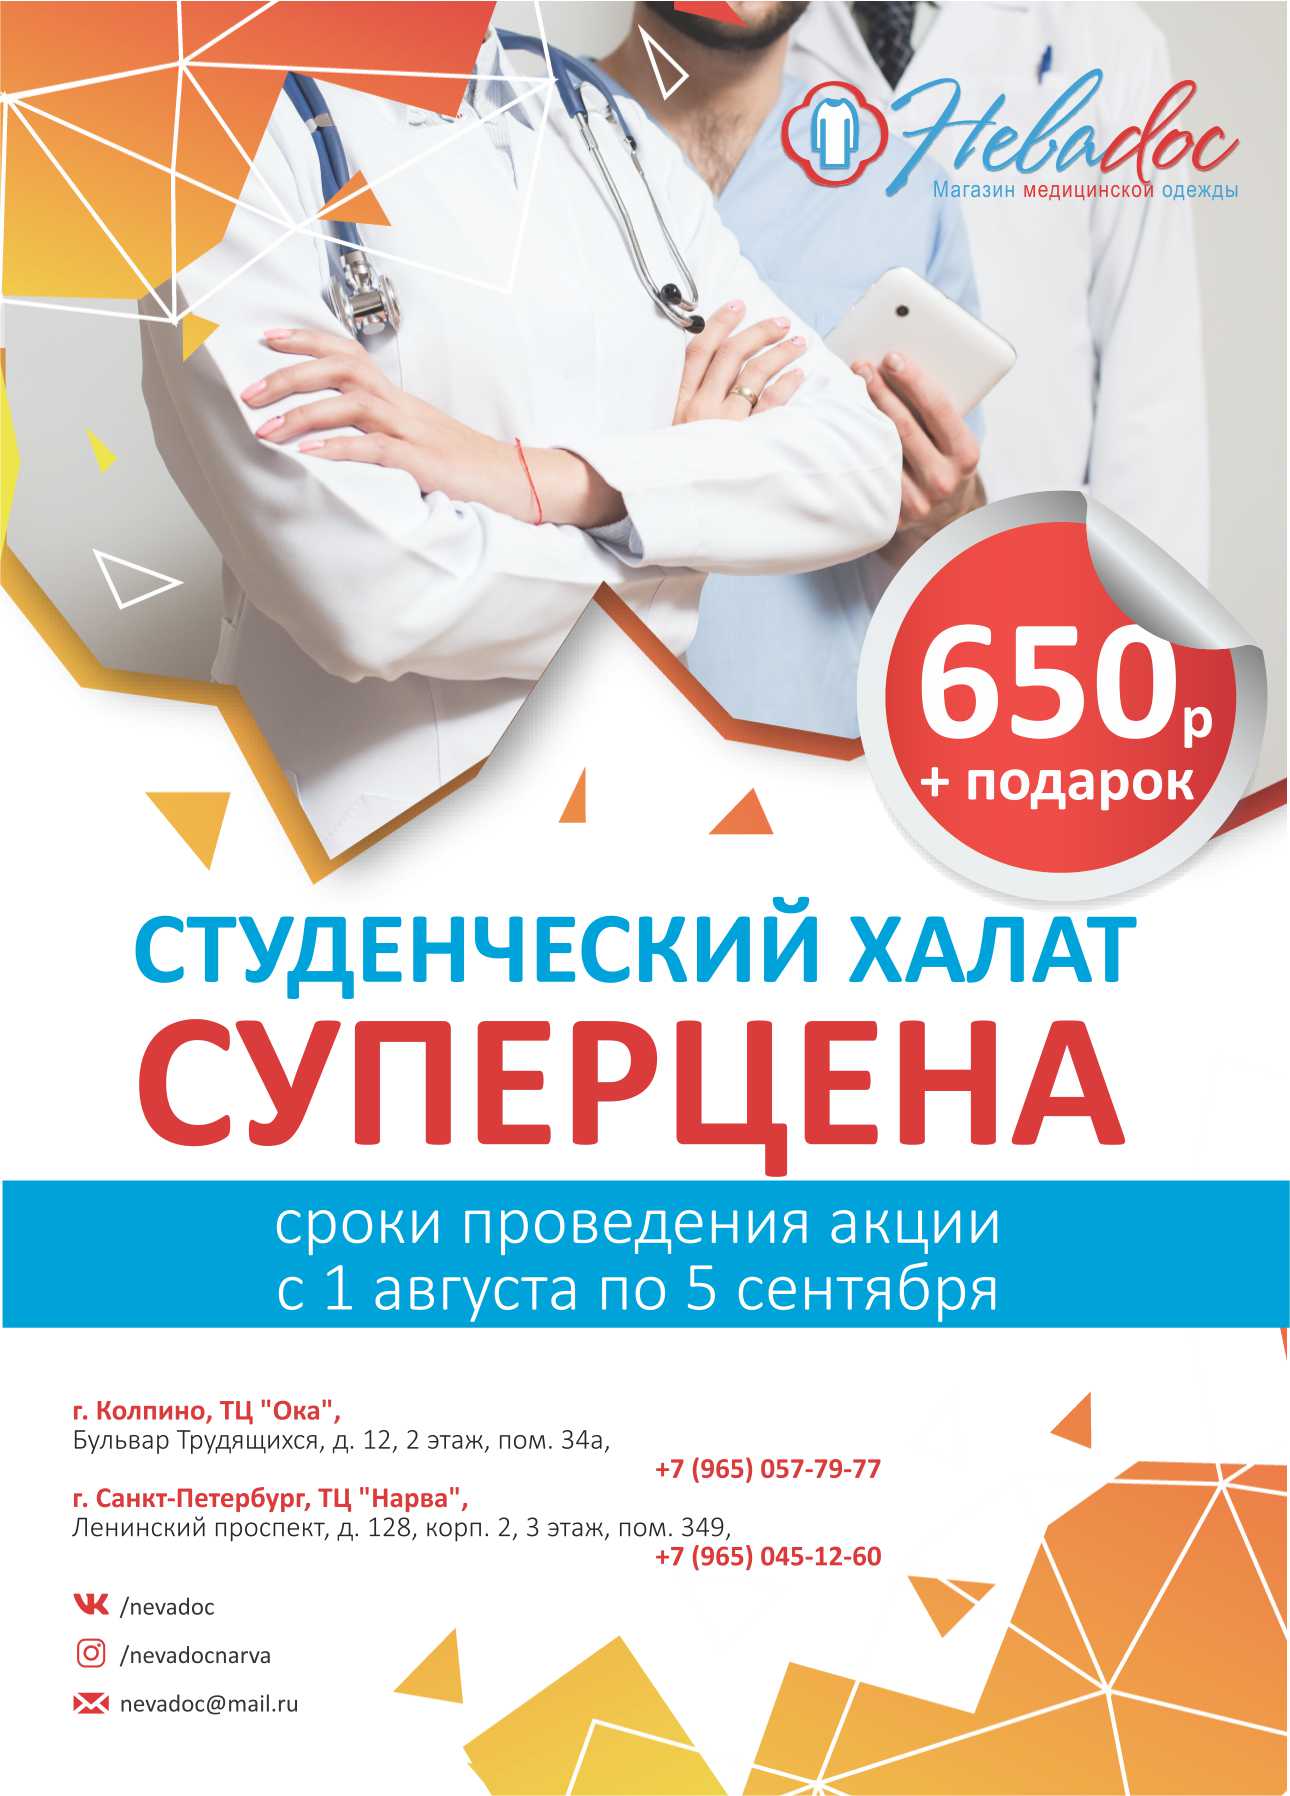 Невадос
Магазин медицинской одежды
650р
+ подарок
СТУДЕНЧЕСКИЙ ХАЛАТ
СУПЕРЦЕНА
сроки проведения акции
с 1 августа по 5 сентября
г. Колпино, ТЦ "Ока",
Бульвар Трудящихся, д. 12, 2 этаж, пом. 34а,
+7 (965) 057-79-77
г. Санкт-Петербург, ТЦ "Нарва",
Ленинский проспект, д. 128, корп. 2, 3 этаж, пом. 349,
+7 (965) 045-12-60
/nevadoc
/nevadocnarva
nevadoc@mail.ru